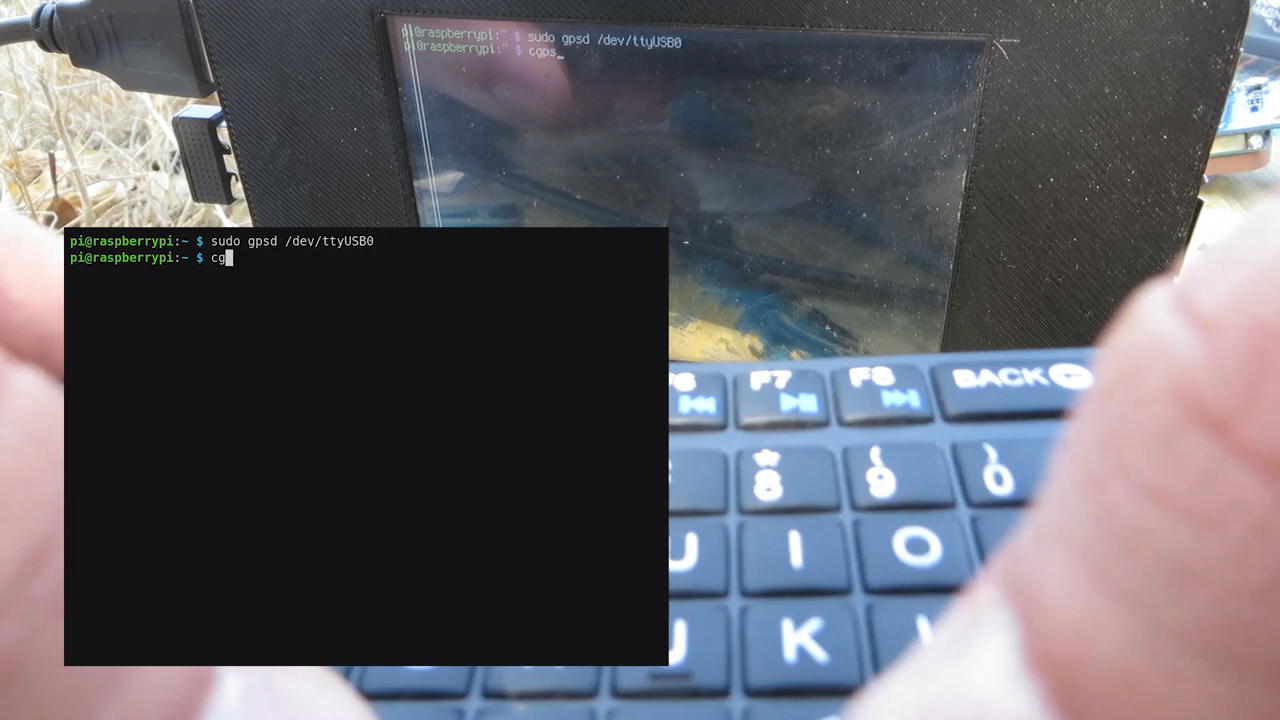 pi@raspberrypi:~ $ sudo gpsd /dev/ttyUSB0
pi@raspberrypi:~ $ cgps_
pi@raspberrypi:~ $ sudo gpsd /dev/ttyUSB0
pi@raspberrypi:~ $ cg
F7 F8 BACK
* ( )
8 9 0
U I O
K